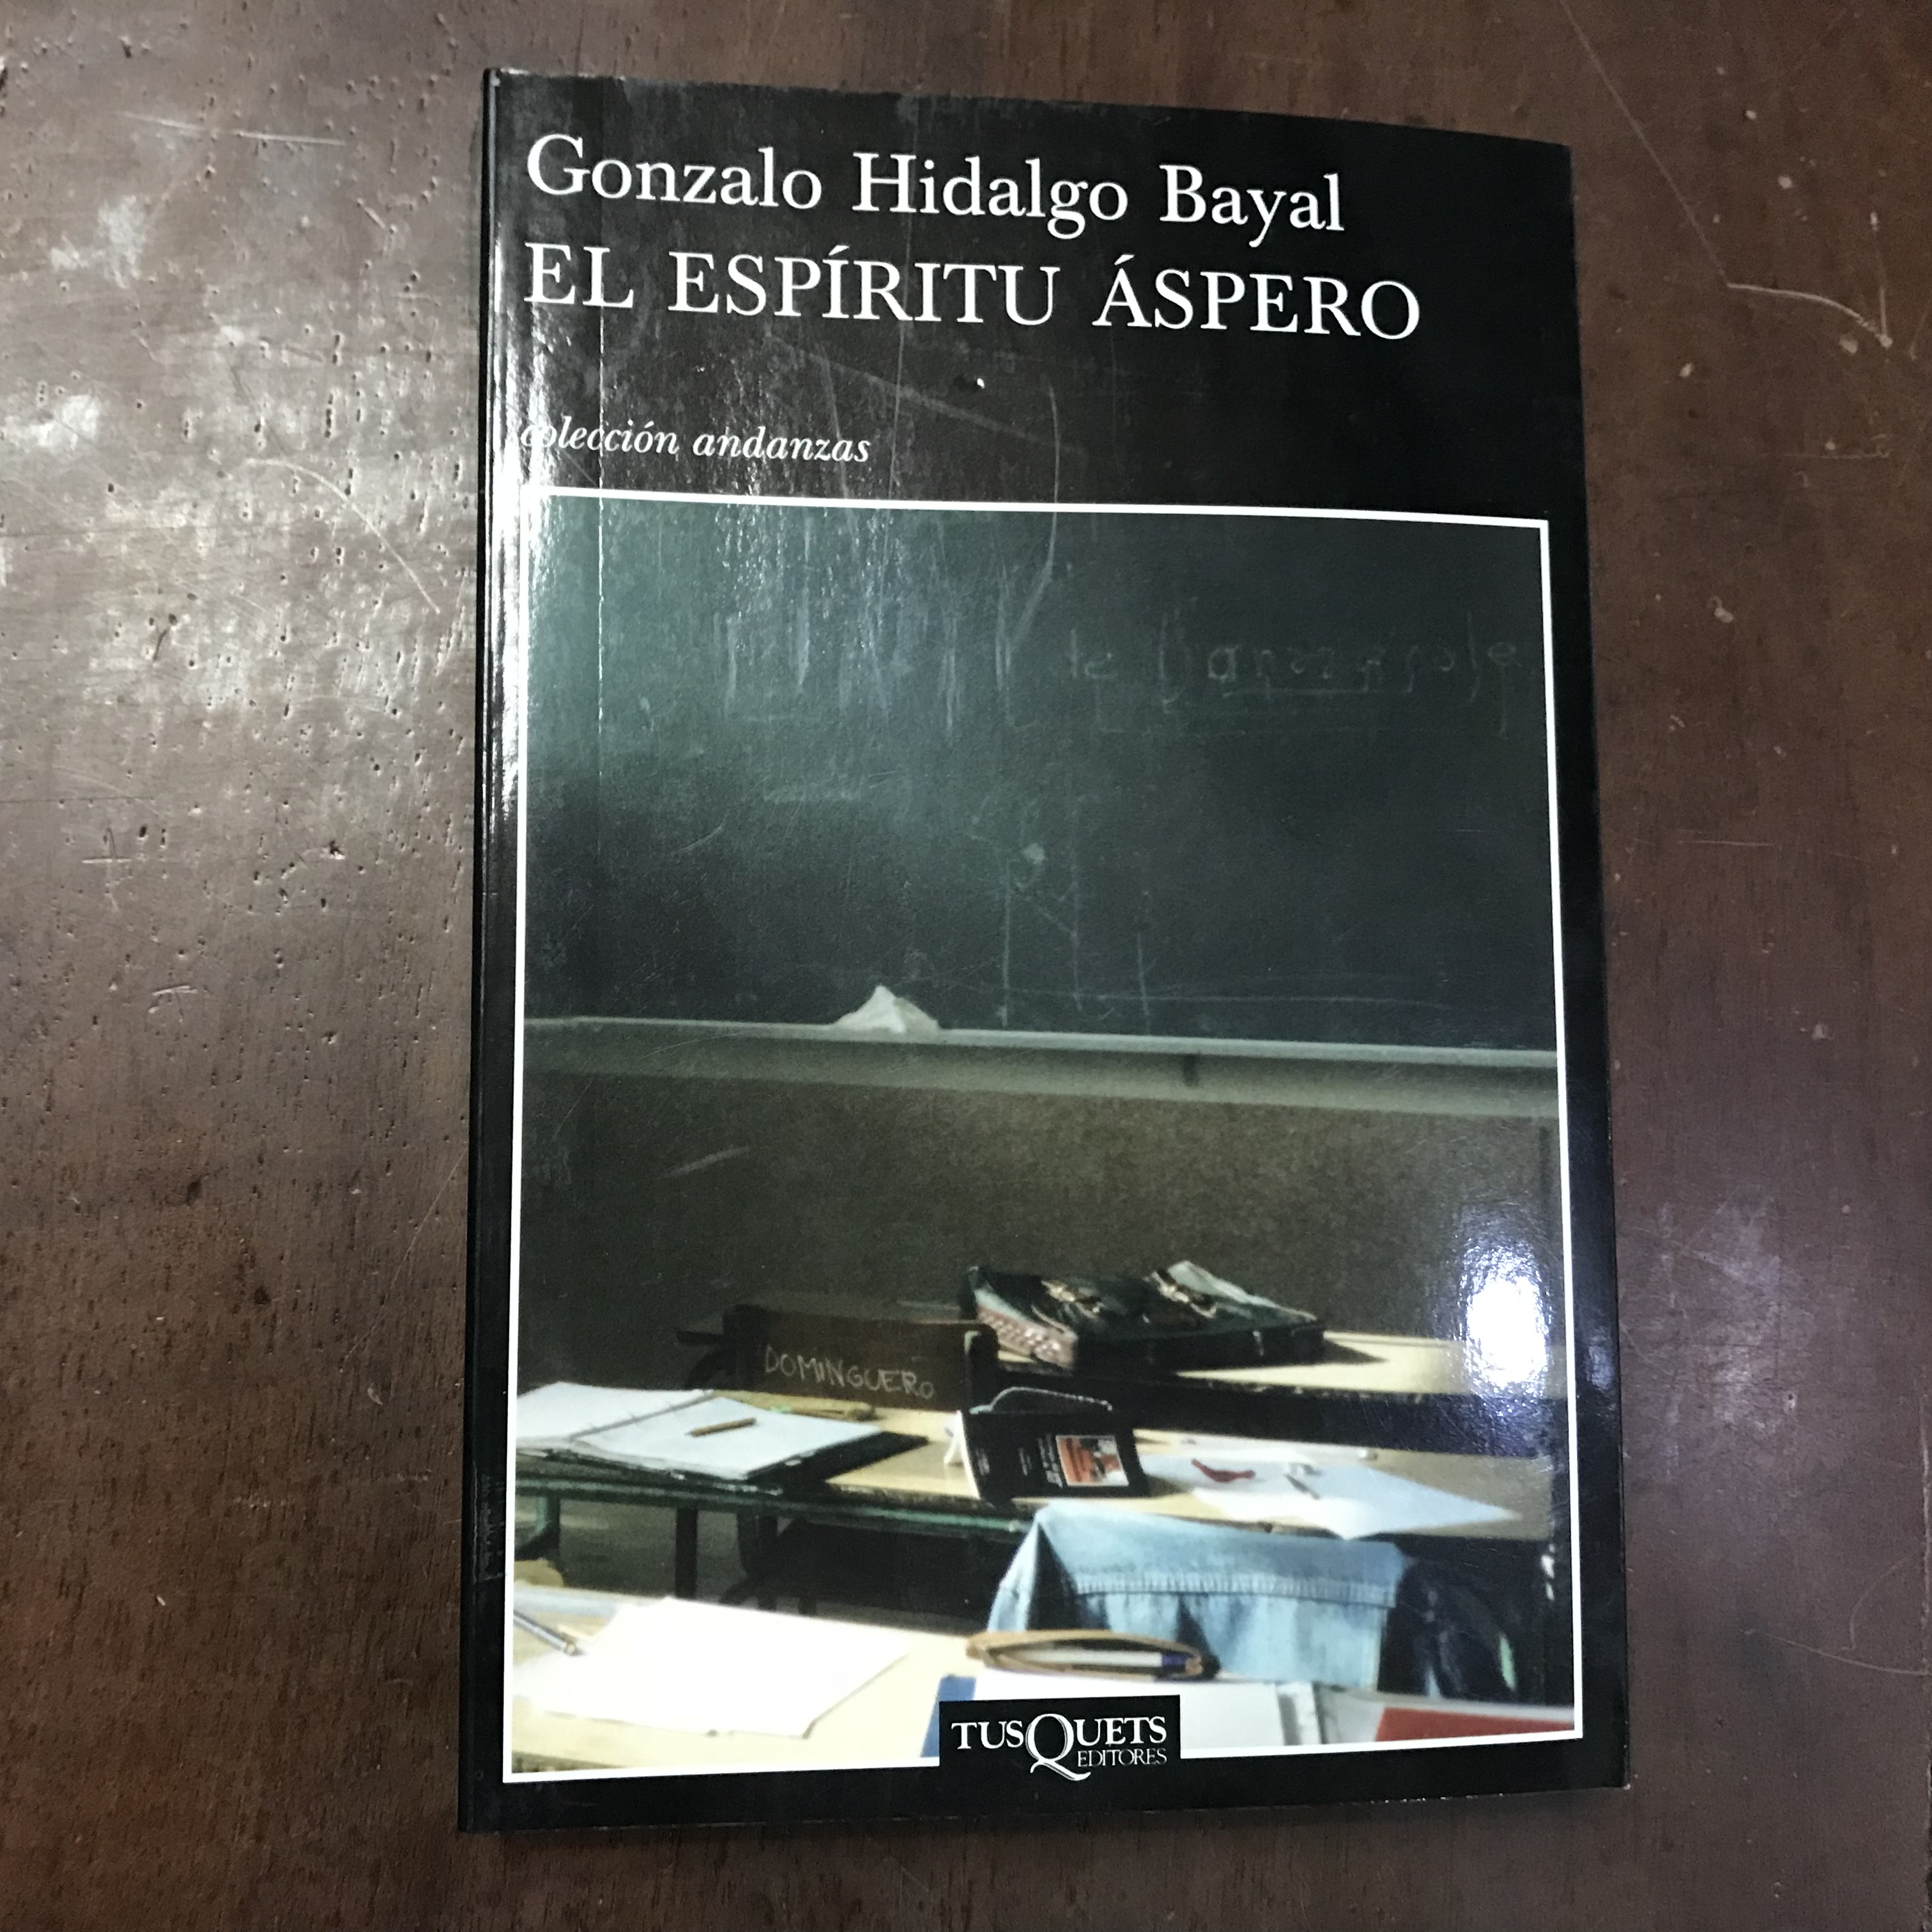 Gonzalo Hidalgo Bayal
EL ESPÍRITU ÁSPERO
colección andanzas
DOMINGUERO
TUSQUETS
EDITORES